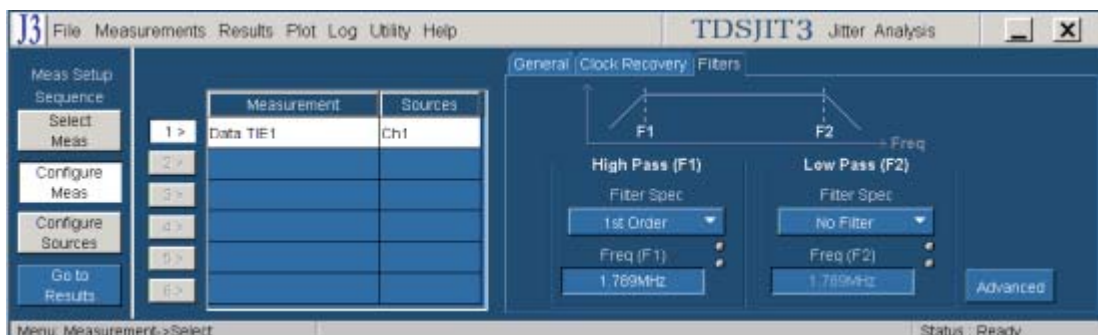 J3 File Measurements Results Plot Log Utility Help TDSJIT3 Jitter Analysis
Meas Setup
Sequence
Select
Meas
Configure
Meas
Configure
Sources
Go to
Results
Measurement Sources
1 > Data TIE1 Ch1
2 >
3 >
4 >
5 >
6 >
General Clock Recovery Filters
F1 F2
Freq
High Pass (F1) Low Pass (F2)
Filter Spec Filter Spec
1st Order No Filter
Freq (F1) Freq (F2)
1.789MHz 1.789MHz
Advanced
Menu: Measurement->Select Status : Ready